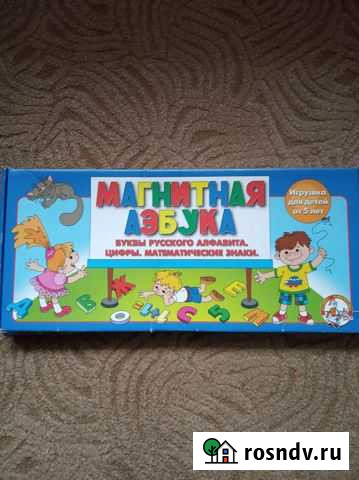 МАГНИТНАЯ
АЗБУКА
БУКВЫ РУССКОГО АЛФАВИТА.
ЦИФРЫ. МАТЕМАТИЧЕСКИЕ ЗНАКИ.
Игрушка
для детей
от 5 лет
rosndv.ru